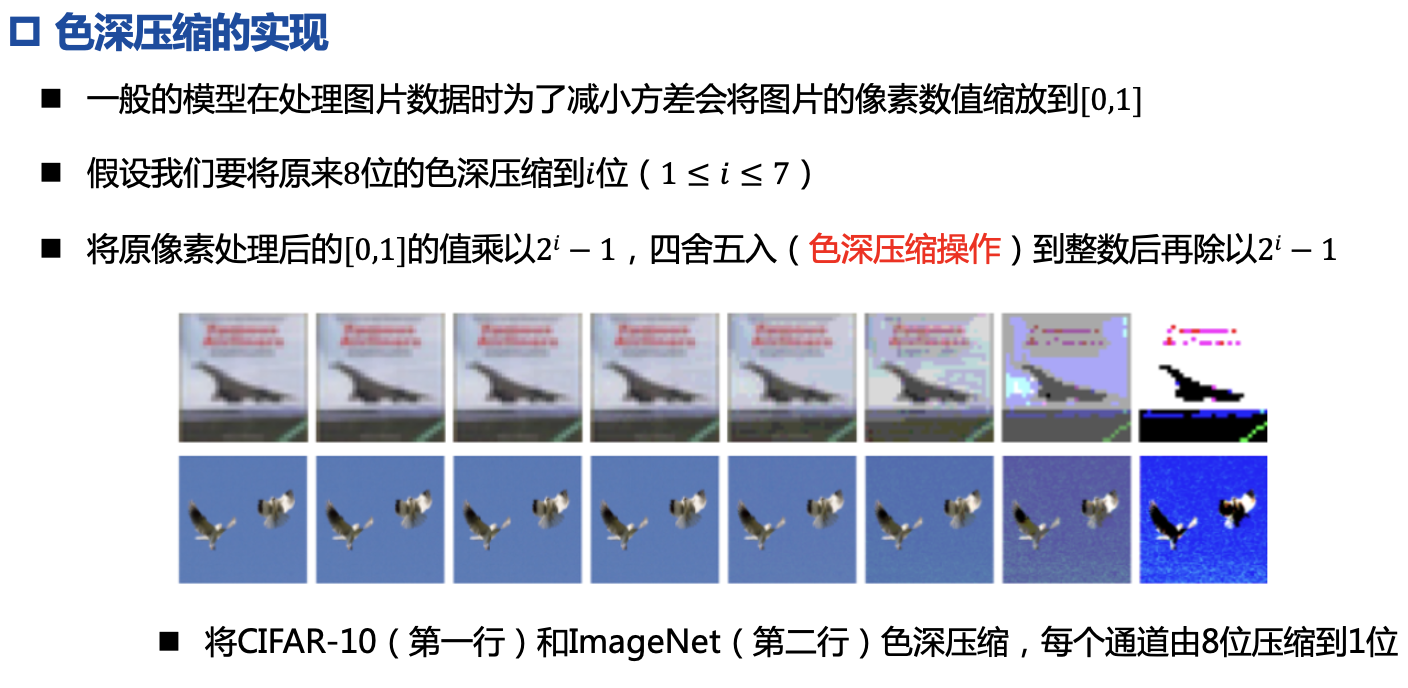 色深压缩的实现
一般的模型在处理图片数据时为了减小方差会将图片的像素数值缩放到[0,1]
假设我们要将原来8位的色深压缩到i位（1 ≤ i ≤ 7）
将原像素处理后的[0,1]的值乘以2ⁱ − 1，四舍五入（色深压缩操作）到整数后再除以2ⁱ − 1
将CIFAR-10（第一行）和ImageNet（第二行）色深压缩，每个通道由8位压缩到1位